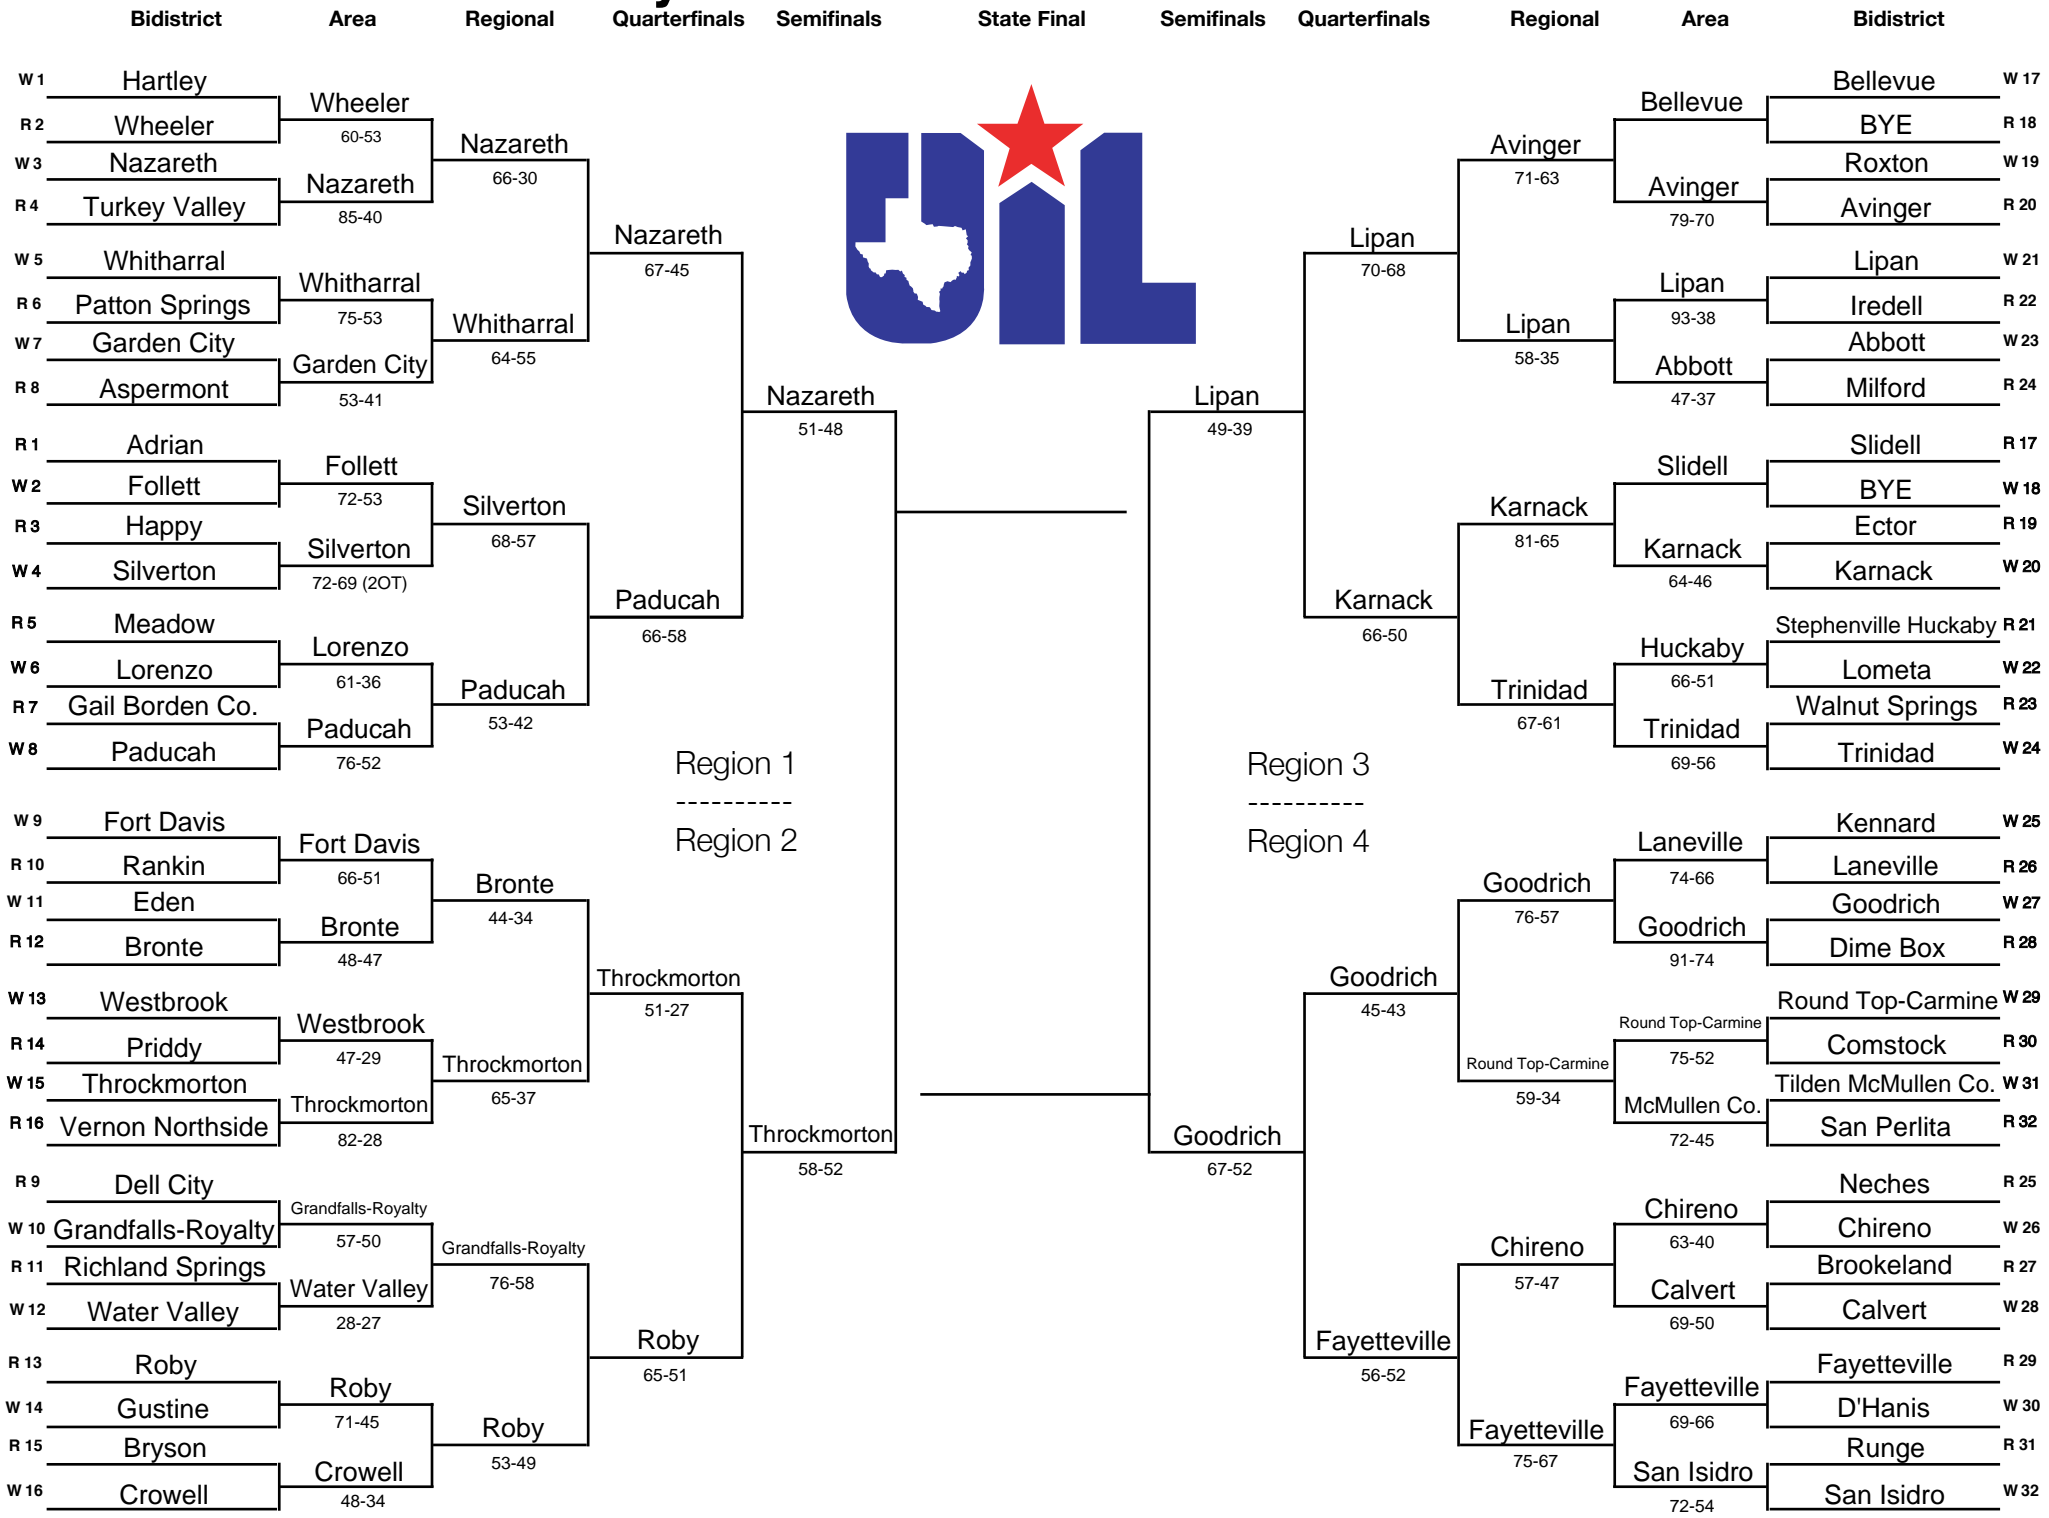 Bidistrict Area Regional Quarterfinals Semifinals State Final Semifinals Quarterfinals Regional Area Bidistrict
W 1 Hartley
R 2 Wheeler
Wheeler
60-53
W 3 Nazareth
R 4 Turkey Valley
Nazareth
85-40
Nazareth
66-30
W 5 Whitharral
R 6 Patton Springs
Whitharral
75-53
W 7 Garden City
R 8 Aspermont
Garden City
53-41
Whitharral
64-55
Nazareth
67-45
R 1 Adrian
W 2 Follett
Follett
72-53
R 3 Happy
W 4 Silverton
Silverton
72-69 (2OT)
Silverton
68-57
R 5 Meadow
W 6 Lorenzo
Lorenzo
61-36
R 7 Gail Borden Co.
W 8 Paducah
Paducah
76-52
Paducah
53-42
Paducah
66-58
Nazareth
51-48
Region 1
----------
Region 2
W 9 Fort Davis
R 10 Rankin
Fort Davis
66-51
W 11 Eden
R 12 Bronte
Bronte
48-47
Bronte
44-34
W 13 Westbrook
R 14 Priddy
Westbrook
47-29
W 15 Throckmorton
R 16 Vernon Northside
Throckmorton
82-28
Throckmorton
65-37
Throckmorton
51-27
R 9 Dell City
W 10 Grandfalls-Royalty
Grandfalls-Royalty
57-50
R 11 Richland Springs
W 12 Water Valley
Water Valley
28-27
Grandfalls-Royalty
76-58
R 13 Roby
W 14 Gustine
Roby
71-45
R 15 Bryson
W 16 Crowell
Crowell
48-34
Roby
53-49
Roby
65-51
Throckmorton
58-52
UIL
Bellevue W 17
BYE R 18
Bellevue
Roxton W 19
Avinger R 20
Avinger
79-70
Avinger
71-63
Lipan W 21
Iredell R 22
Lipan
93-38
Abbott W 23
Milford R 24
Abbott
47-37
Lipan
58-35
Lipan
70-68
Slidell R 17
BYE W 18
Slidell
Ector R 19
Karnack W 20
Karnack
64-46
Karnack
81-65
Stephenville Huckaby R 21
Lometa W 22
Huckaby
66-51
Walnut Springs R 23
Trinidad W 24
Trinidad
69-56
Trinidad
67-61
Karnack
66-50
Lipan
49-39
Region 3
----------
Region 4
Kennard W 25
Laneville R 26
Laneville
74-66
Goodrich W 27
Dime Box R 28
Goodrich
91-74
Goodrich
76-57
Round Top-Carmine W 29
Comstock R 30
Round Top-Carmine
75-52
Tilden McMullen Co. W 31
San Perlita R 32
McMullen Co.
72-45
Round Top-Carmine
59-34
Goodrich
45-43
Neches R 25
Chireno W 26
Chireno
63-40
Brookeland R 27
Calvert W 28
Calvert
69-50
Chireno
57-47
Fayetteville R 29
D'Hanis W 30
Fayetteville
69-66
Runge R 31
San Isidro W 32
San Isidro
72-54
Fayetteville
75-67
Fayetteville
56-52
Goodrich
67-52